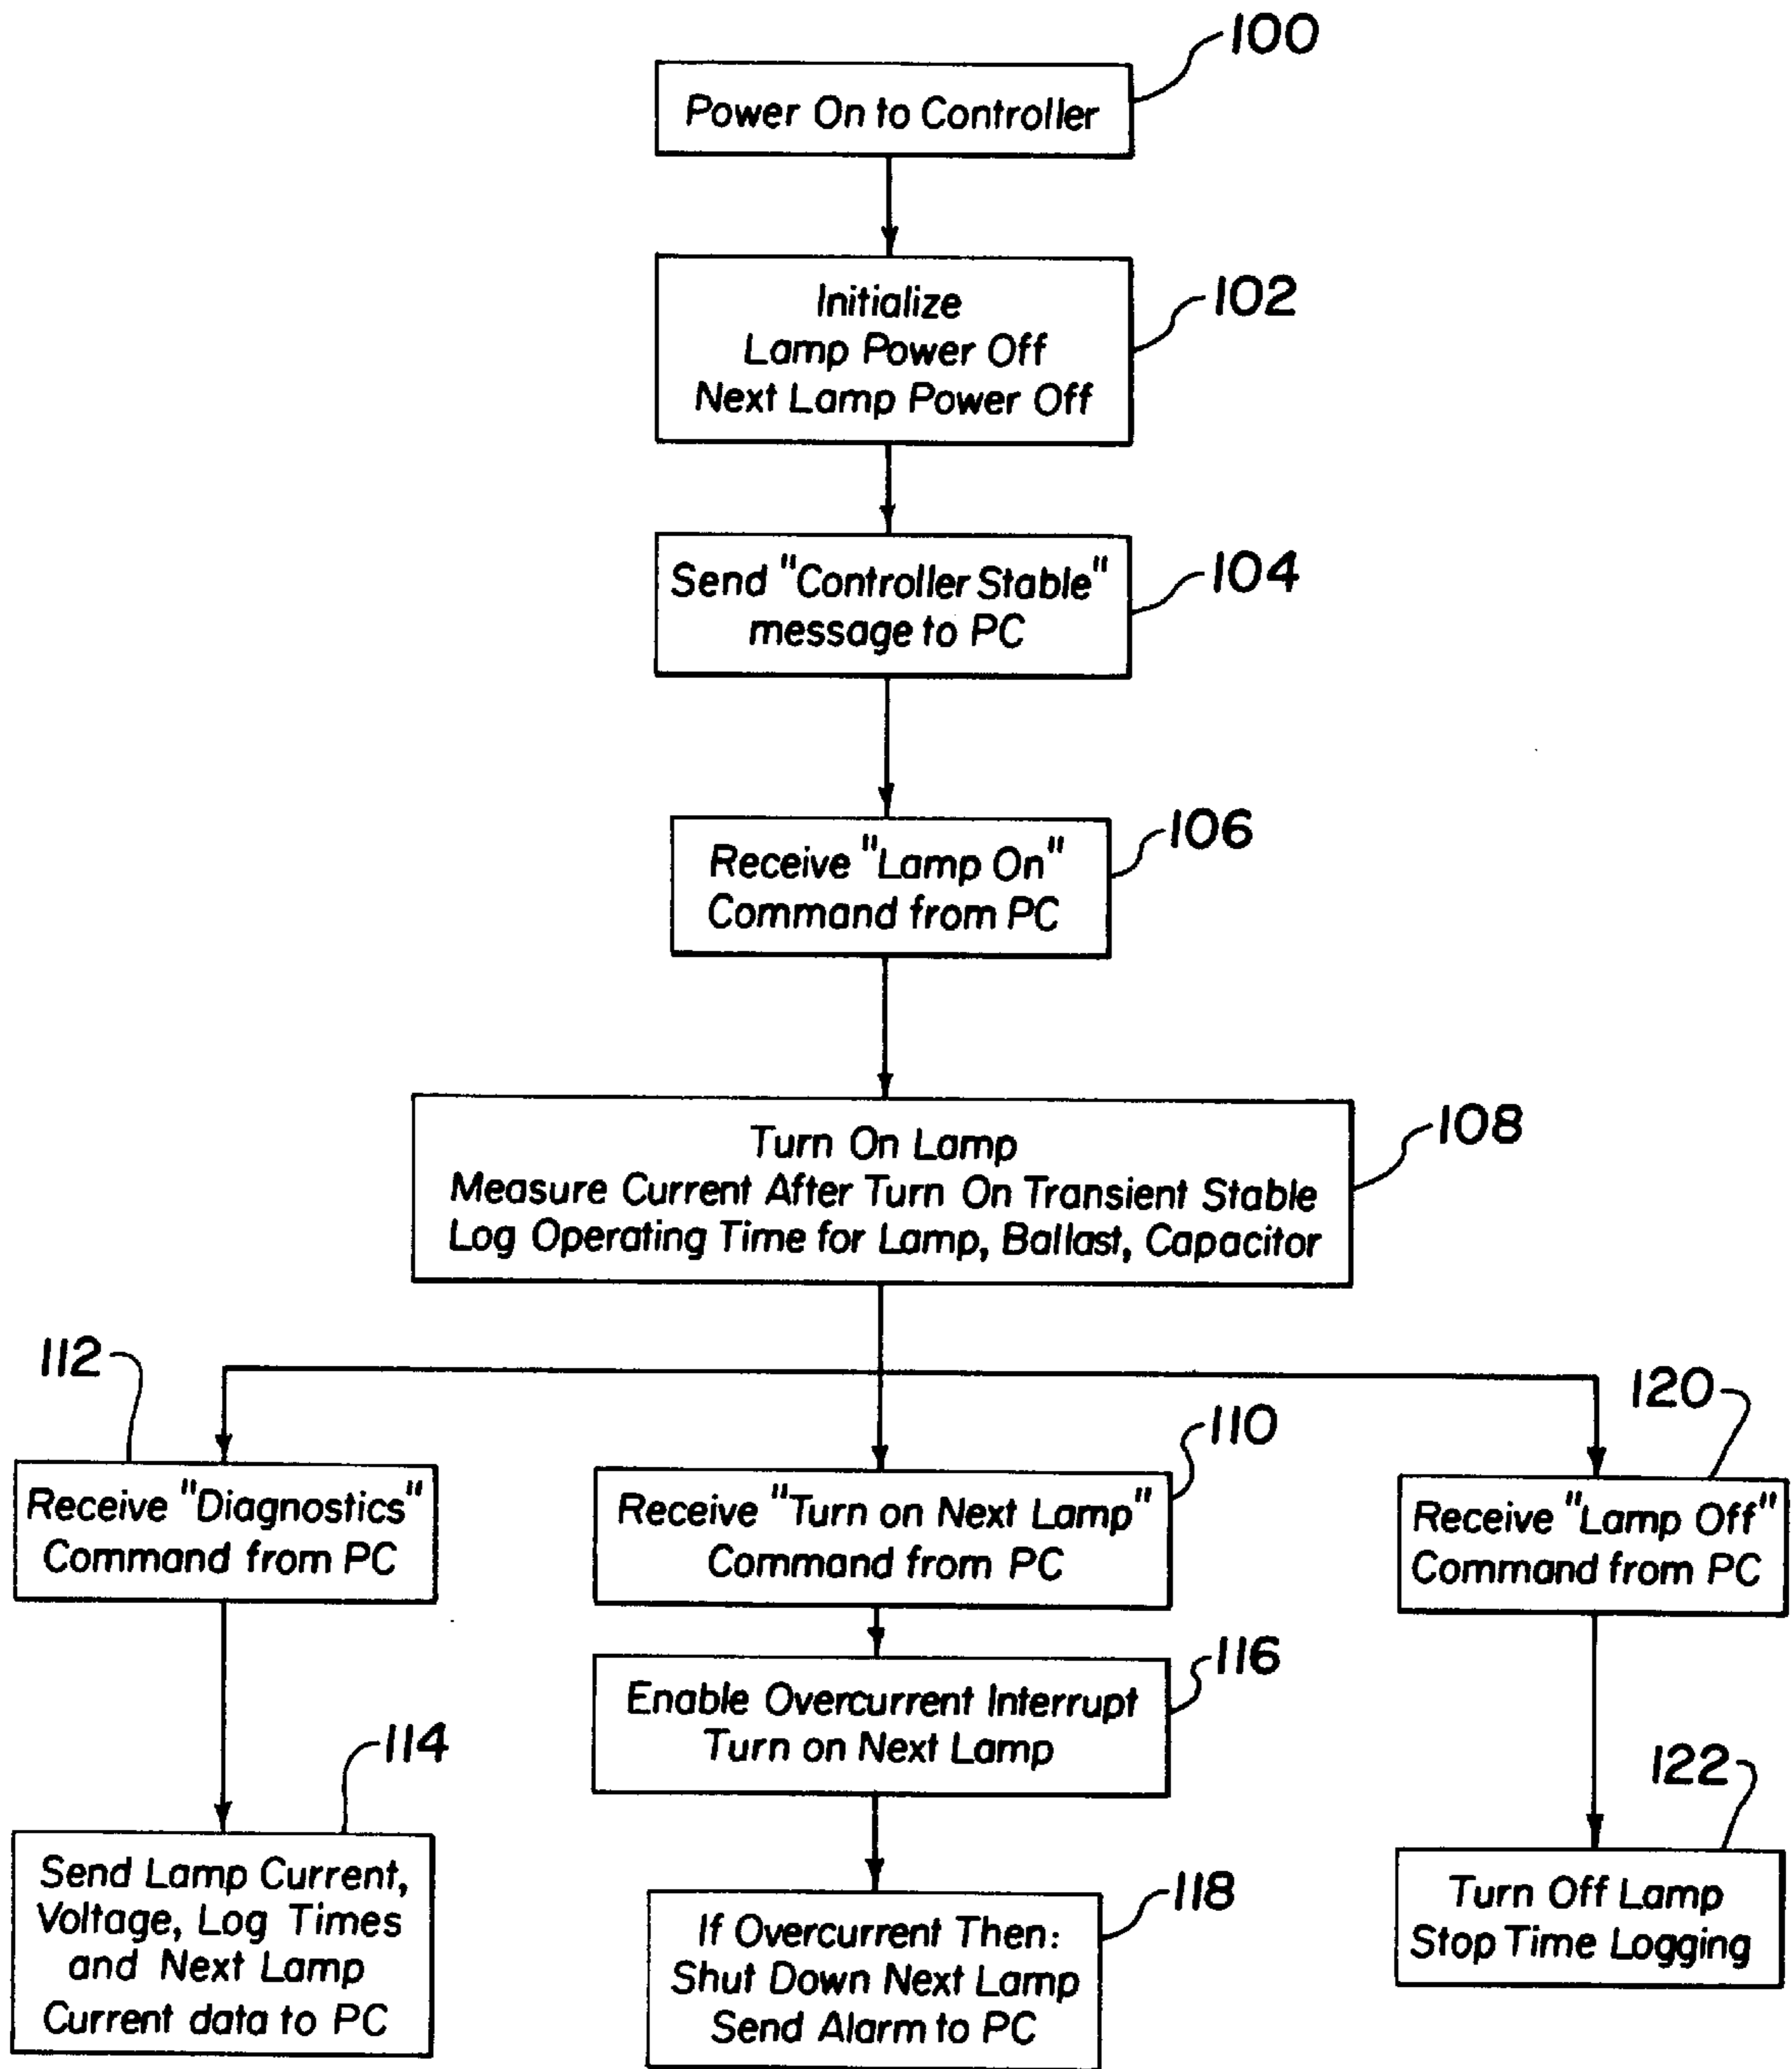 100
Power On to Controller
102
Initialize
Lamp Power Off
Next Lamp Power Off
104
Send "Controller Stable"
message to PC
106
Receive "Lamp On"
Command from PC
108
Turn On Lamp
Measure Current After Turn On Transient Stable
Log Operating Time for Lamp, Ballast, Capacitor
112
Receive "Diagnostics"
Command from PC
114
Send Lamp Current,
Voltage, Log Times
and Next Lamp
Current data to PC
110
Receive "Turn on Next Lamp"
Command from PC
116
Enable Overcurrent Interrupt
Turn on Next Lamp
118
If Overcurrent Then:
Shut Down Next Lamp
Send Alarm to PC
120
Receive "Lamp Off"
Command from PC
122
Turn Off Lamp
Stop Time Logging